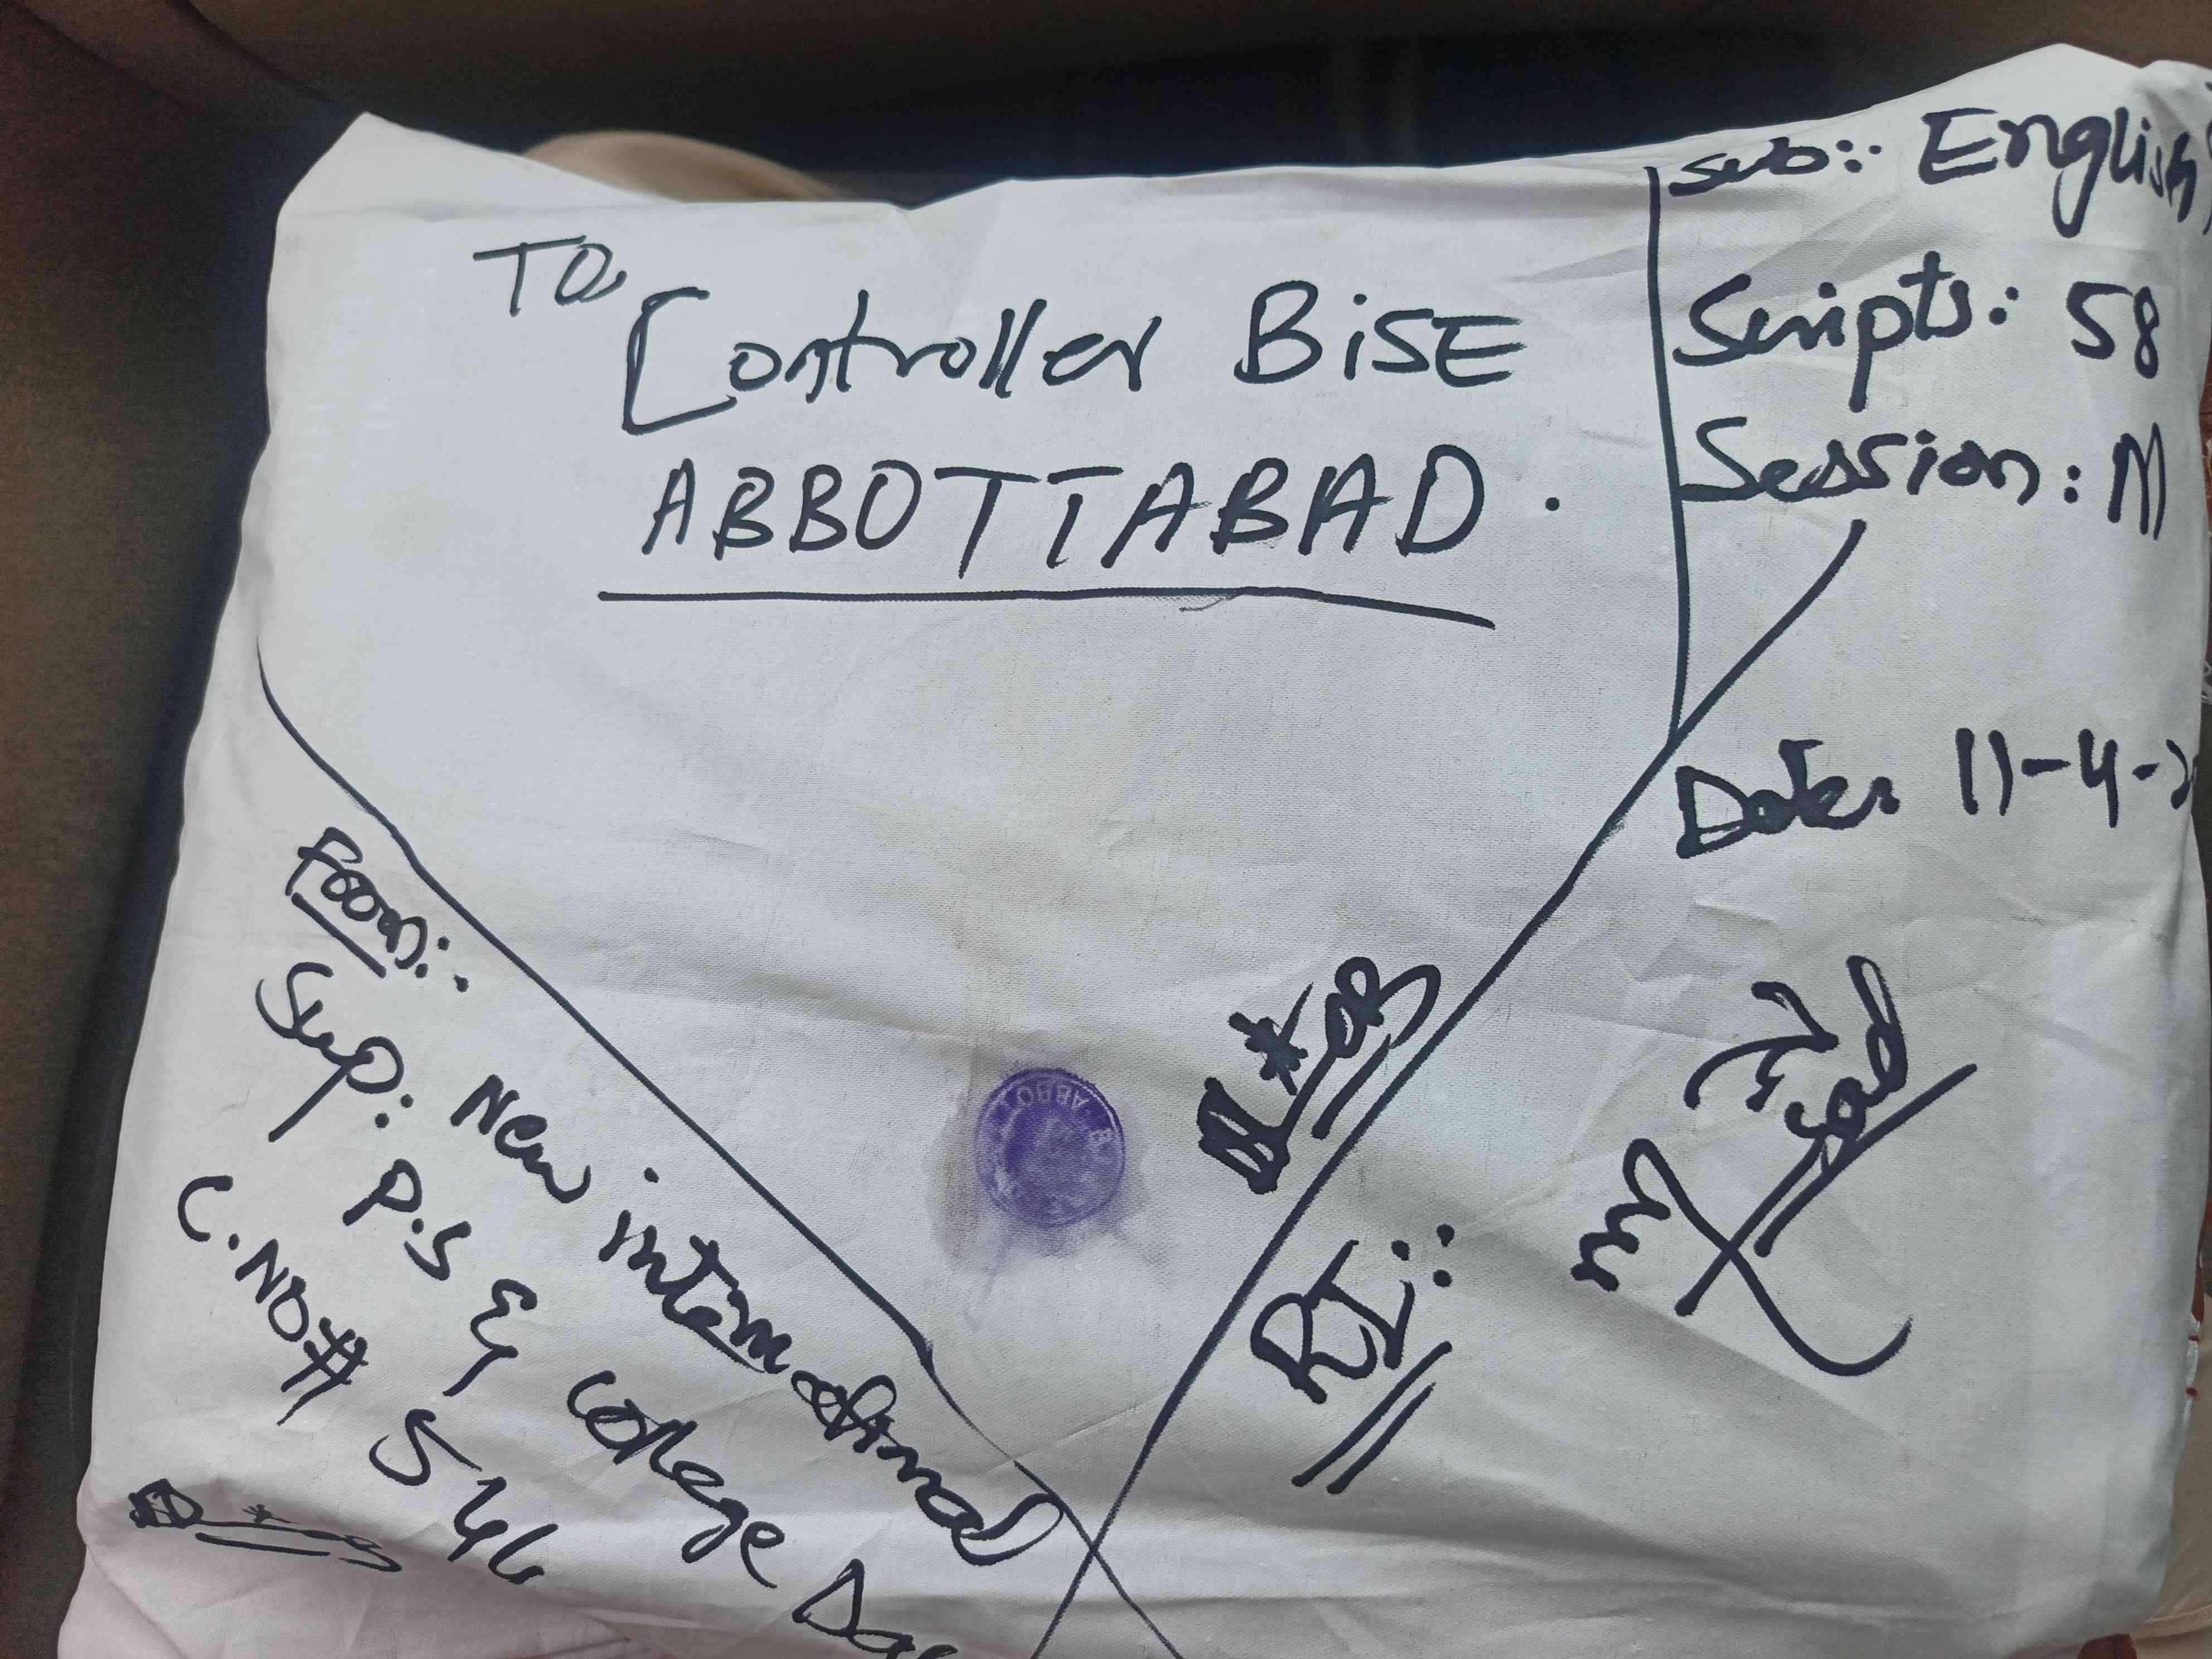 To
Controller BiSE
ABBOTTABAD.
Sub:: English
Scripts: 58
Session: M
Date: 11-4-2
From:-
Sup: New international
P.S & College
C.NO# 546
RI::
ABBOT